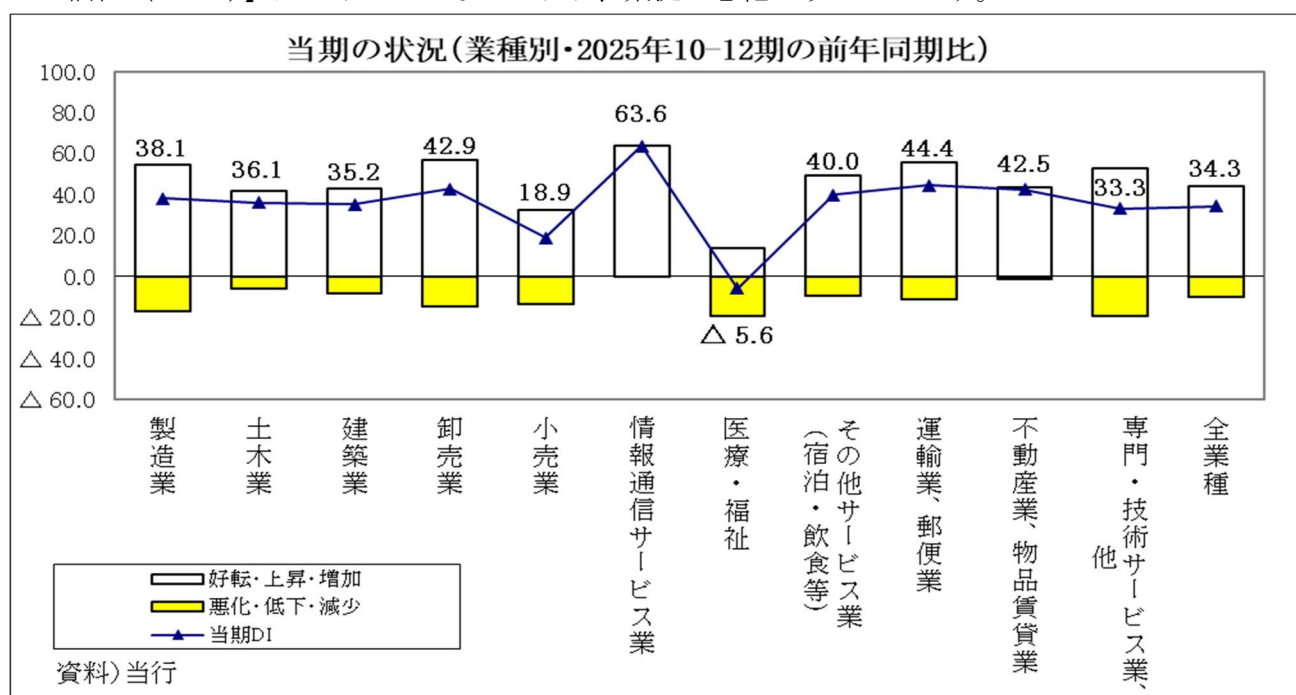 当期の状況(業種別・2025年10-12期の前年同期比)
100.0
80.0
60.0
40.0
20.0
0.0
△ 20.0
△ 40.0
△ 60.0
38.1
36.1
35.2
42.9
18.9
63.6
△ 5.6
40.0
44.4
42.5
33.3
34.3
製造業
土木業
建築業
卸売業
小売業
情報通信サービス業
医療・福祉
その他サービス業
(宿泊・飲食等)
運輸業、郵便業
不動産業、物品賃貸業
専門・技術サービス業、
他
全業種
好転・上昇・増加
悪化・低下・減少
当期DI
資料)当行